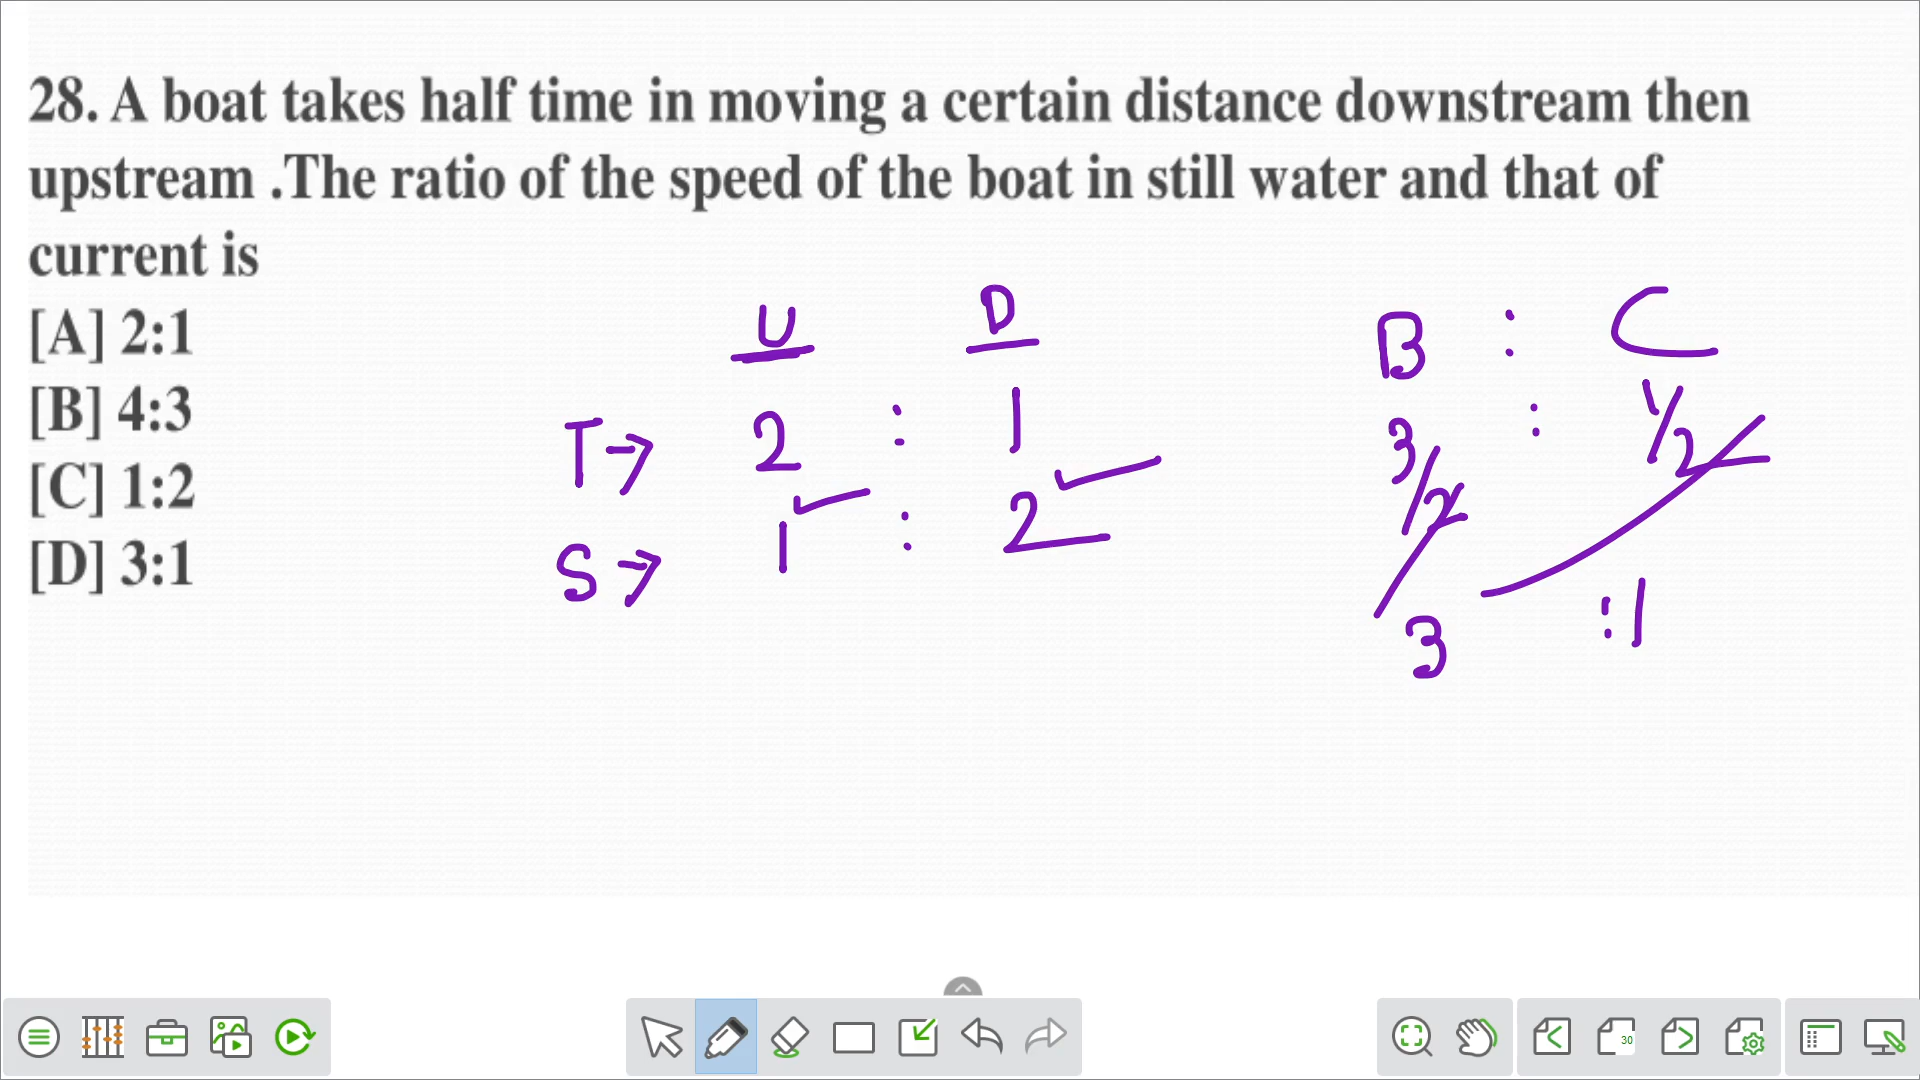 28. A boat takes half time in moving a certain distance downstream then
upstream .The ratio of the speed of the boat in still water and that of
current is
[A] 2:1
[B] 4:3
[C] 1:2
[D] 3:1
U D
T→ 2 : 1
S→ 1 : 2
B : C
3/2 : 1/2
3 :1
30